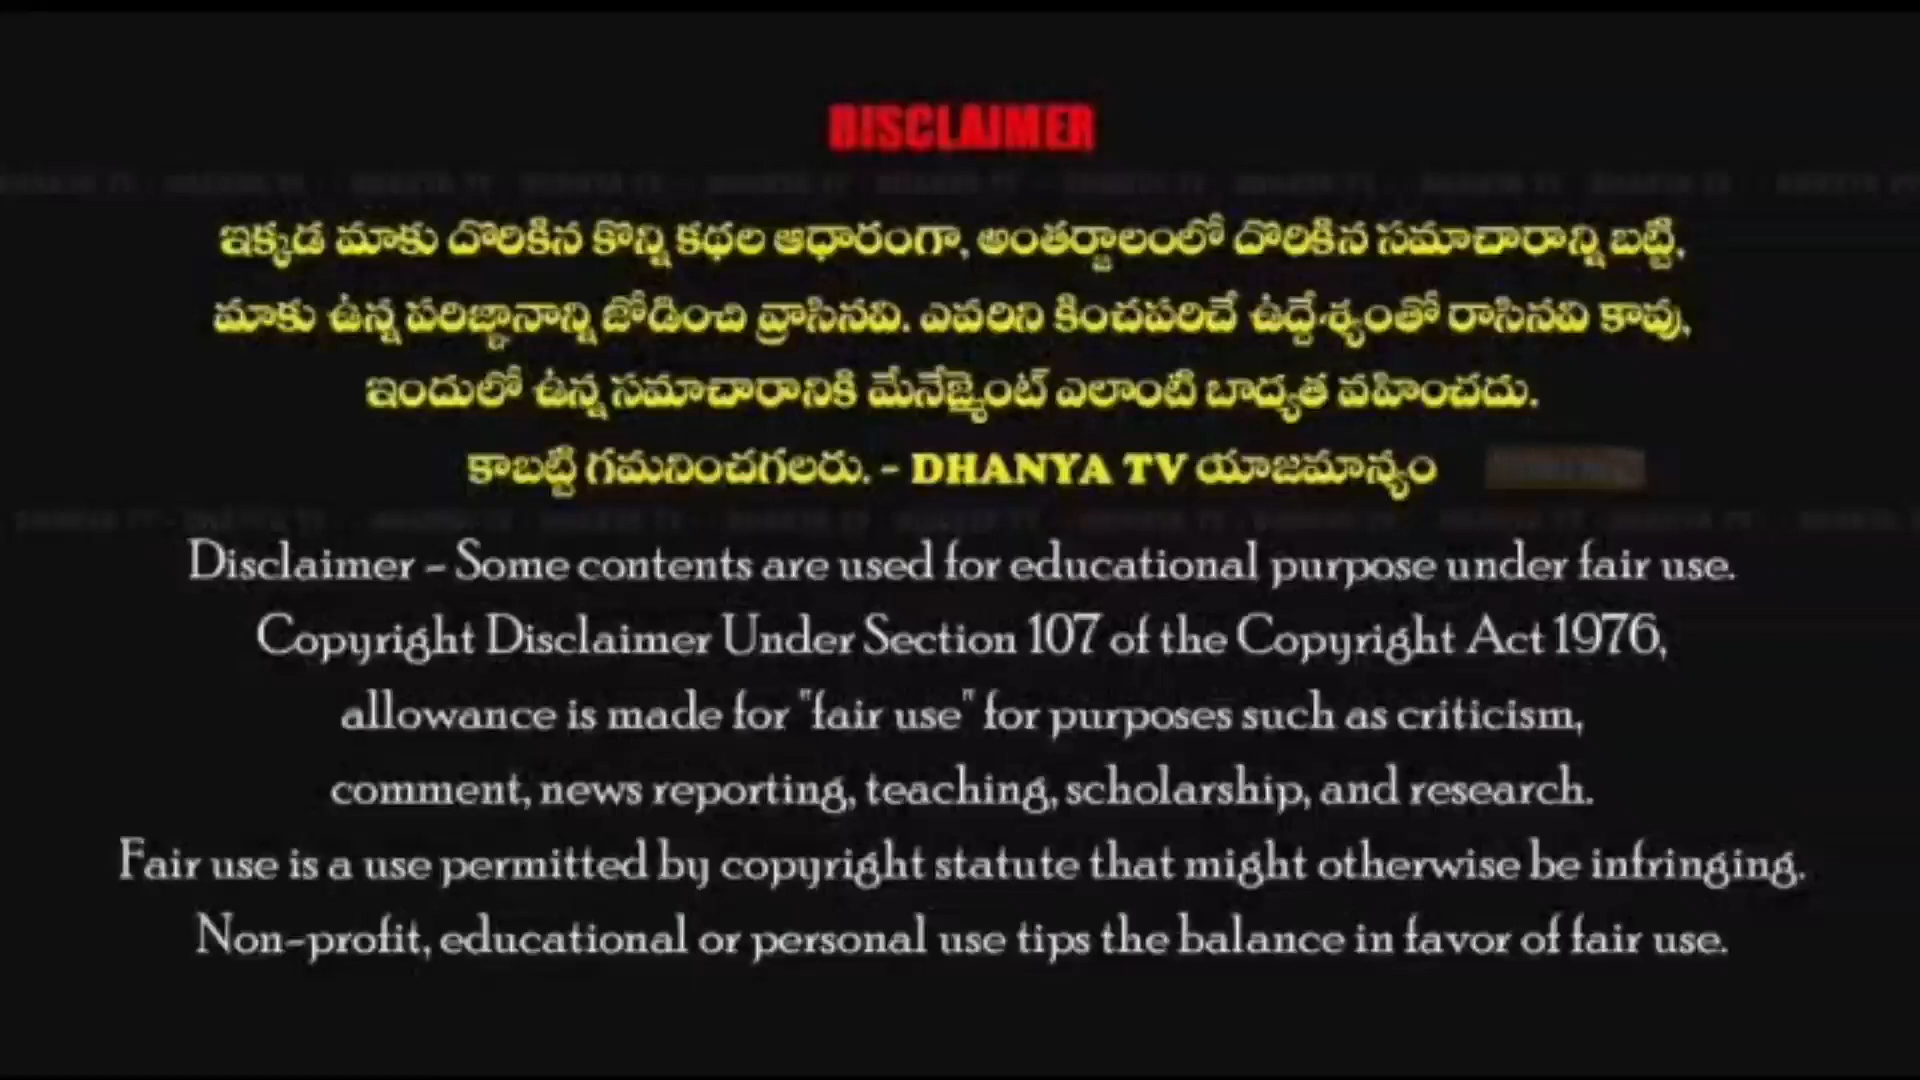 DISCLAIMER
ఇక్కడ మాకు దొరికిన కొన్ని కథల ఆధారంగా, అంతర్జాలంలో దొరికిన సమాచారాన్ని బట్టి,
మాకు ఉన్న పరిజ్ఞానాన్ని జోడించి వ్రాసినవి. ఎవరిని కించపరిచే ఉద్దేశ్యంతో రాసినవి కావు,
ఇందులో ఉన్న సమాచారానికి మేనేజ్మెంట్ ఎలాంటి బాద్యత వహించదు.
కాబట్టి గమనించగలరు. - DHANYA TV యాజమాన్యం
Disclaimer - Some contents are used for educational purpose under fair use.
Copyright Disclaimer Under Section 107 of the Copyright Act 1976,
allowance is made for "fair use" for purposes such as criticism,
comment, news reporting, teaching, scholarship, and research.
Fair use is a use permitted by copyright statute that might otherwise be infringing.
Non-profit, educational or personal use tips the balance in favor of fair use.